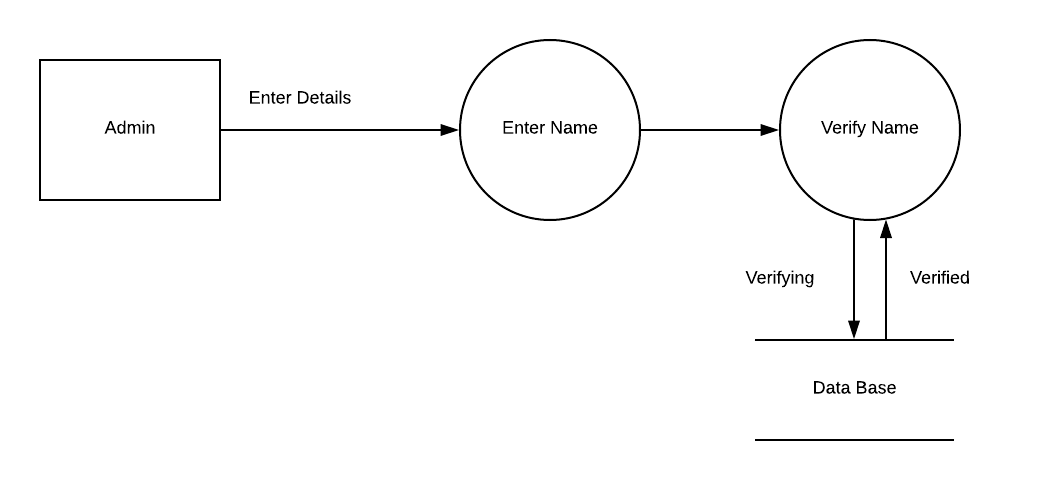 Enter Details
Admin
Enter Name
Verify Name
Verifying
Verified
Data Base